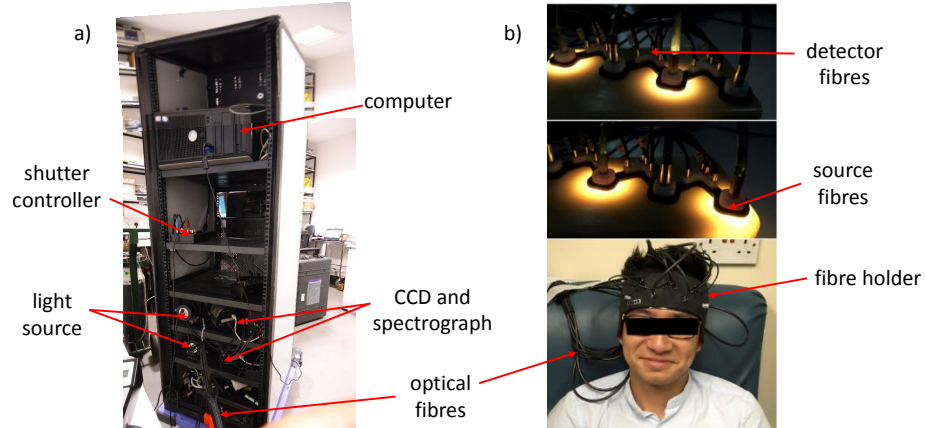 a)
computer
shutter
controller
light
source
CCD and
spectrograph
optical
fibres
b)
detector
fibres
source
fibres
fibre holder